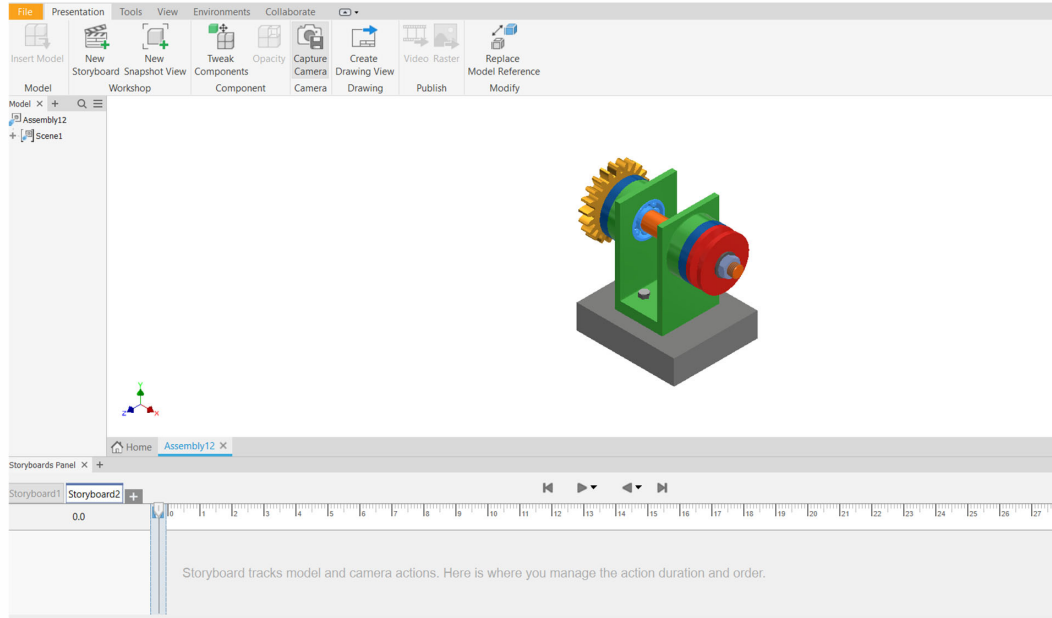 File Presentation Tools View Environments Collaborate
Insert Model New Storyboard New Snapshot View Tweak Components Opacity Capture Camera Create Drawing View Video Raster Replace Model Reference
Model Workshop Component Camera Drawing Publish Modify
Model × +
Assembly12
+ Scene1
Y
Z X
Home Assembly12 ×
Storyboards Panel × +
Storyboard1 Storyboard2 +
0.0 0 1 2 3 4 5 6 7 8 9 10 11 12 13 14 15 16 17 18 19 20 21 22 23 24 25 26 27
Storyboard tracks model and camera actions. Here is where you manage the action duration and order.